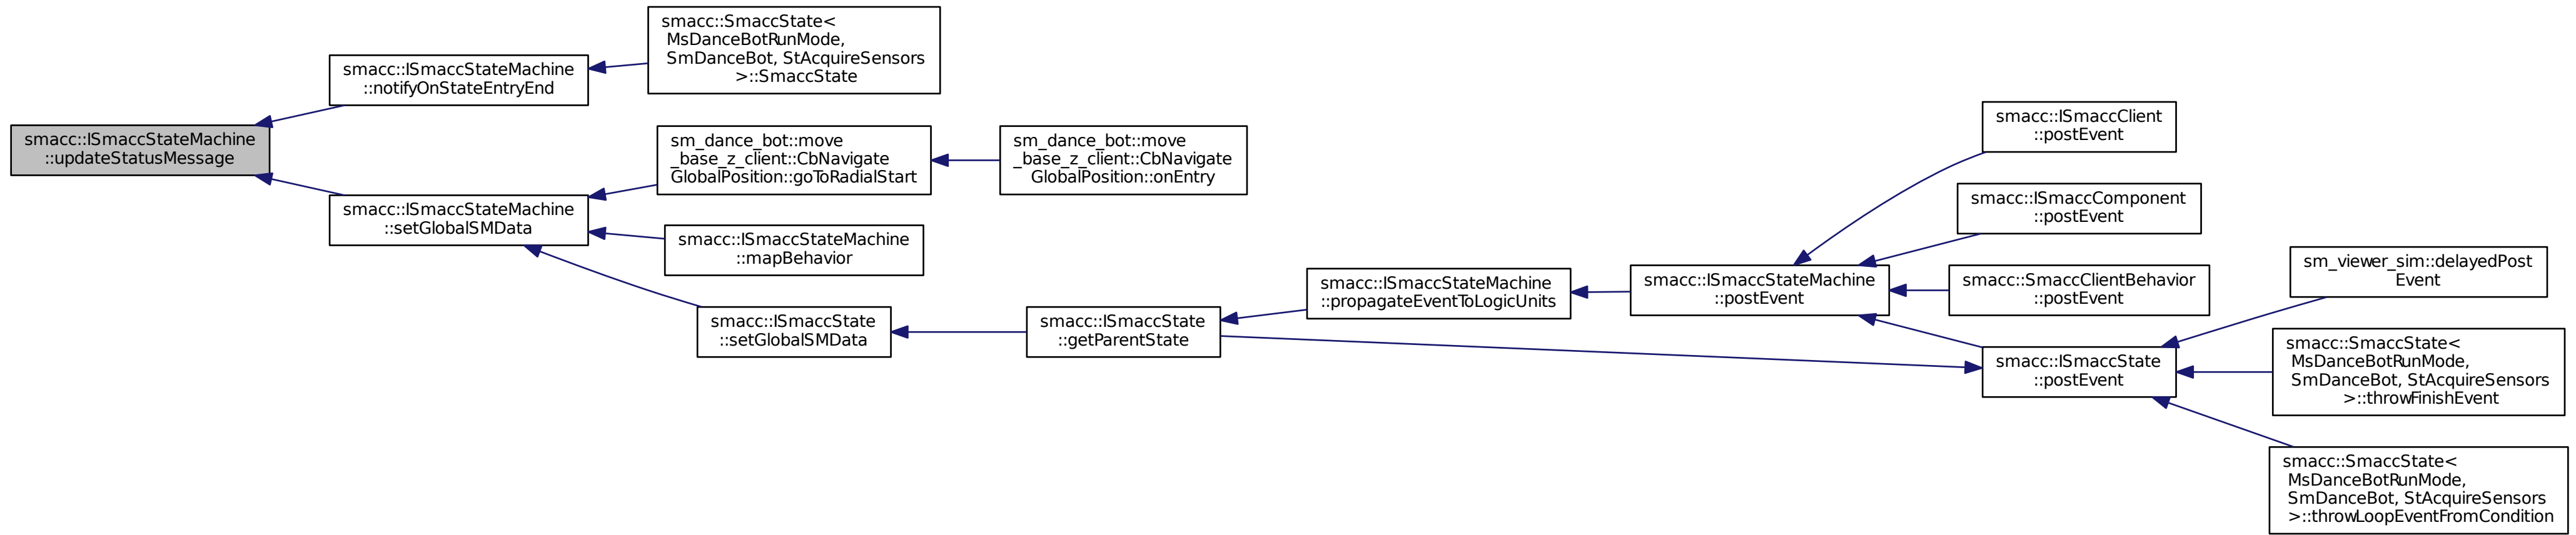 smacc::ISmaccStateMachine
::updateStatusMessage
smacc::ISmaccStateMachine
::notifyOnStateEntryEnd
smacc::SmaccState<
MsDanceBotRunMode,
SmDanceBot, StAcquireSensors
>::SmaccState
smacc::ISmaccStateMachine
::setGlobalSMData
sm_dance_bot::move
_base_z_client::CbNavigate
GlobalPosition::goToRadialStart
sm_dance_bot::move
_base_z_client::CbNavigate
GlobalPosition::onEntry
smacc::ISmaccStateMachine
::mapBehavior
smacc::ISmaccState
::setGlobalSMData
smacc::ISmaccState
::getParentState
smacc::ISmaccStateMachine
::propagateEventToLogicUnits
smacc::ISmaccStateMachine
::postEvent
smacc::ISmaccClient
::postEvent
smacc::ISmaccComponent
::postEvent
smacc::SmaccClientBehavior
::postEvent
smacc::ISmaccState
::postEvent
sm_viewer_sim::delayedPost
Event
smacc::SmaccState<
MsDanceBotRunMode,
SmDanceBot, StAcquireSensors
>::throwFinishEvent
smacc::SmaccState<
MsDanceBotRunMode,
SmDanceBot, StAcquireSensors
>::throwLoopEventFromCondition